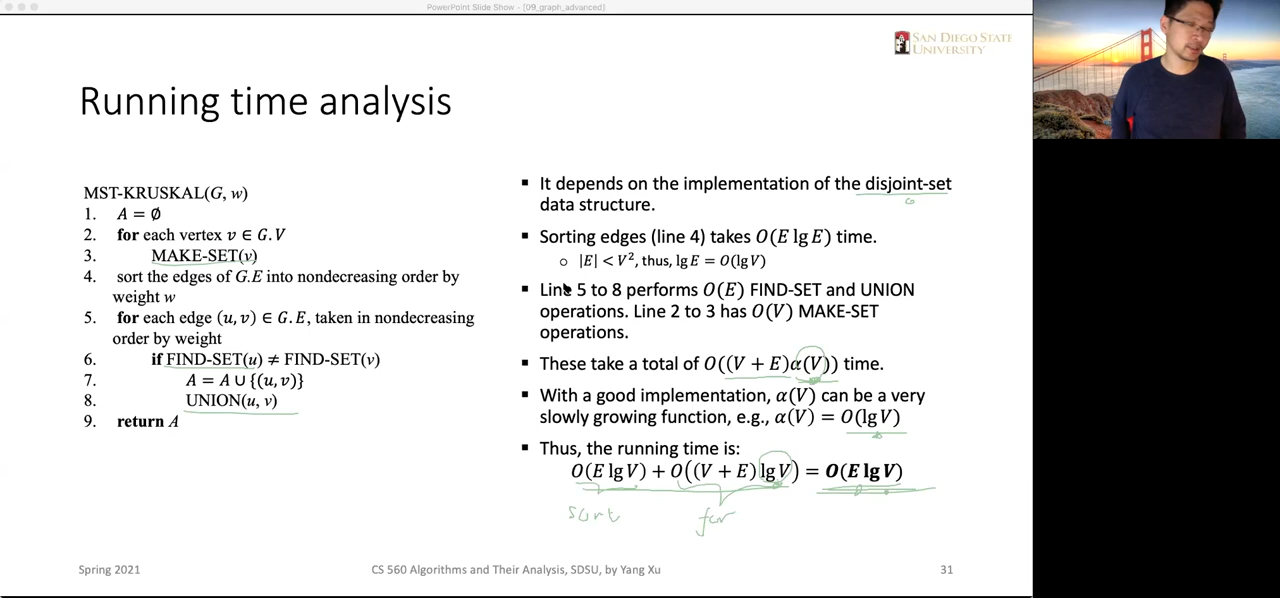 PowerPoint Slide Show - [09_graph_advanced]
SAN DIEGO STATE
UNIVERSITY
Running time analysis
MST-KRUSKAL(G, w)
1. A = ∅
2. for each vertex v ∈ G.V
3. MAKE-SET(v)
4. sort the edges of G.E into nondecreasing order by
weight w
5. for each edge (u, v) ∈ G.E, taken in nondecreasing
order by weight
6. if FIND-SET(u) ≠ FIND-SET(v)
7. A = A ∪ {(u, v)}
8. UNION(u, v)
9. return A
▪ It depends on the implementation of the disjoint-set
data structure.
▪ Sorting edges (line 4) takes O(E lg E) time.
o |E| < V², thus, lg E = O(lg V)
▪ Line 5 to 8 performs O(E) FIND-SET and UNION
operations. Line 2 to 3 has O(V) MAKE-SET
operations.
▪ These take a total of O((V + E)α(V)) time.
▪ With a good implementation, α(V) can be a very
slowly growing function, e.g., α(V) = O(lg V)
▪ Thus, the running time is:
O(E lg V) + O((V + E) lg V) = O(E lg V)
sort for
Spring 2021
CS 560 Algorithms and Their Analysis, SDSU, by Yang Xu
31